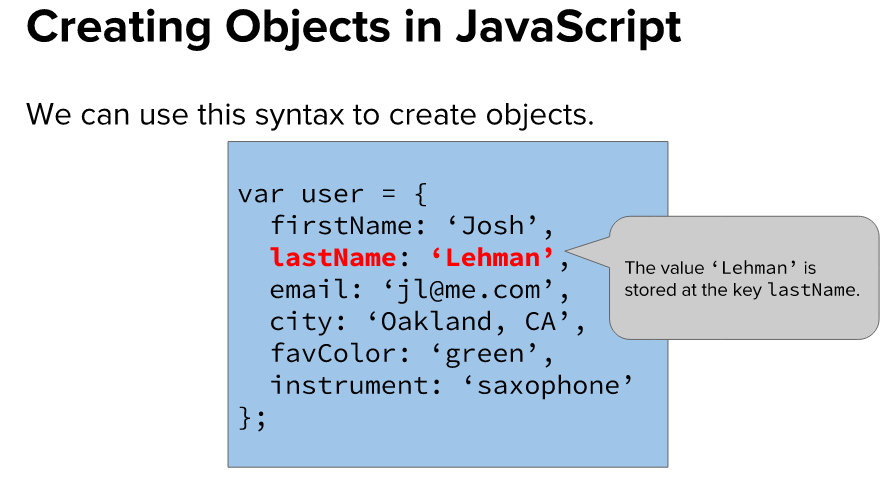 Creating Objects in JavaScript
We can use this syntax to create objects.
var user = {
  firstName: ‘Josh’,
  lastName: ‘Lehman’,
  email: ‘jl@me.com’,
  city: ‘Oakland, CA’,
  favColor: ‘green’,
  instrument: ‘saxophone’
};
The value ‘Lehman’ is
stored at the key lastName.